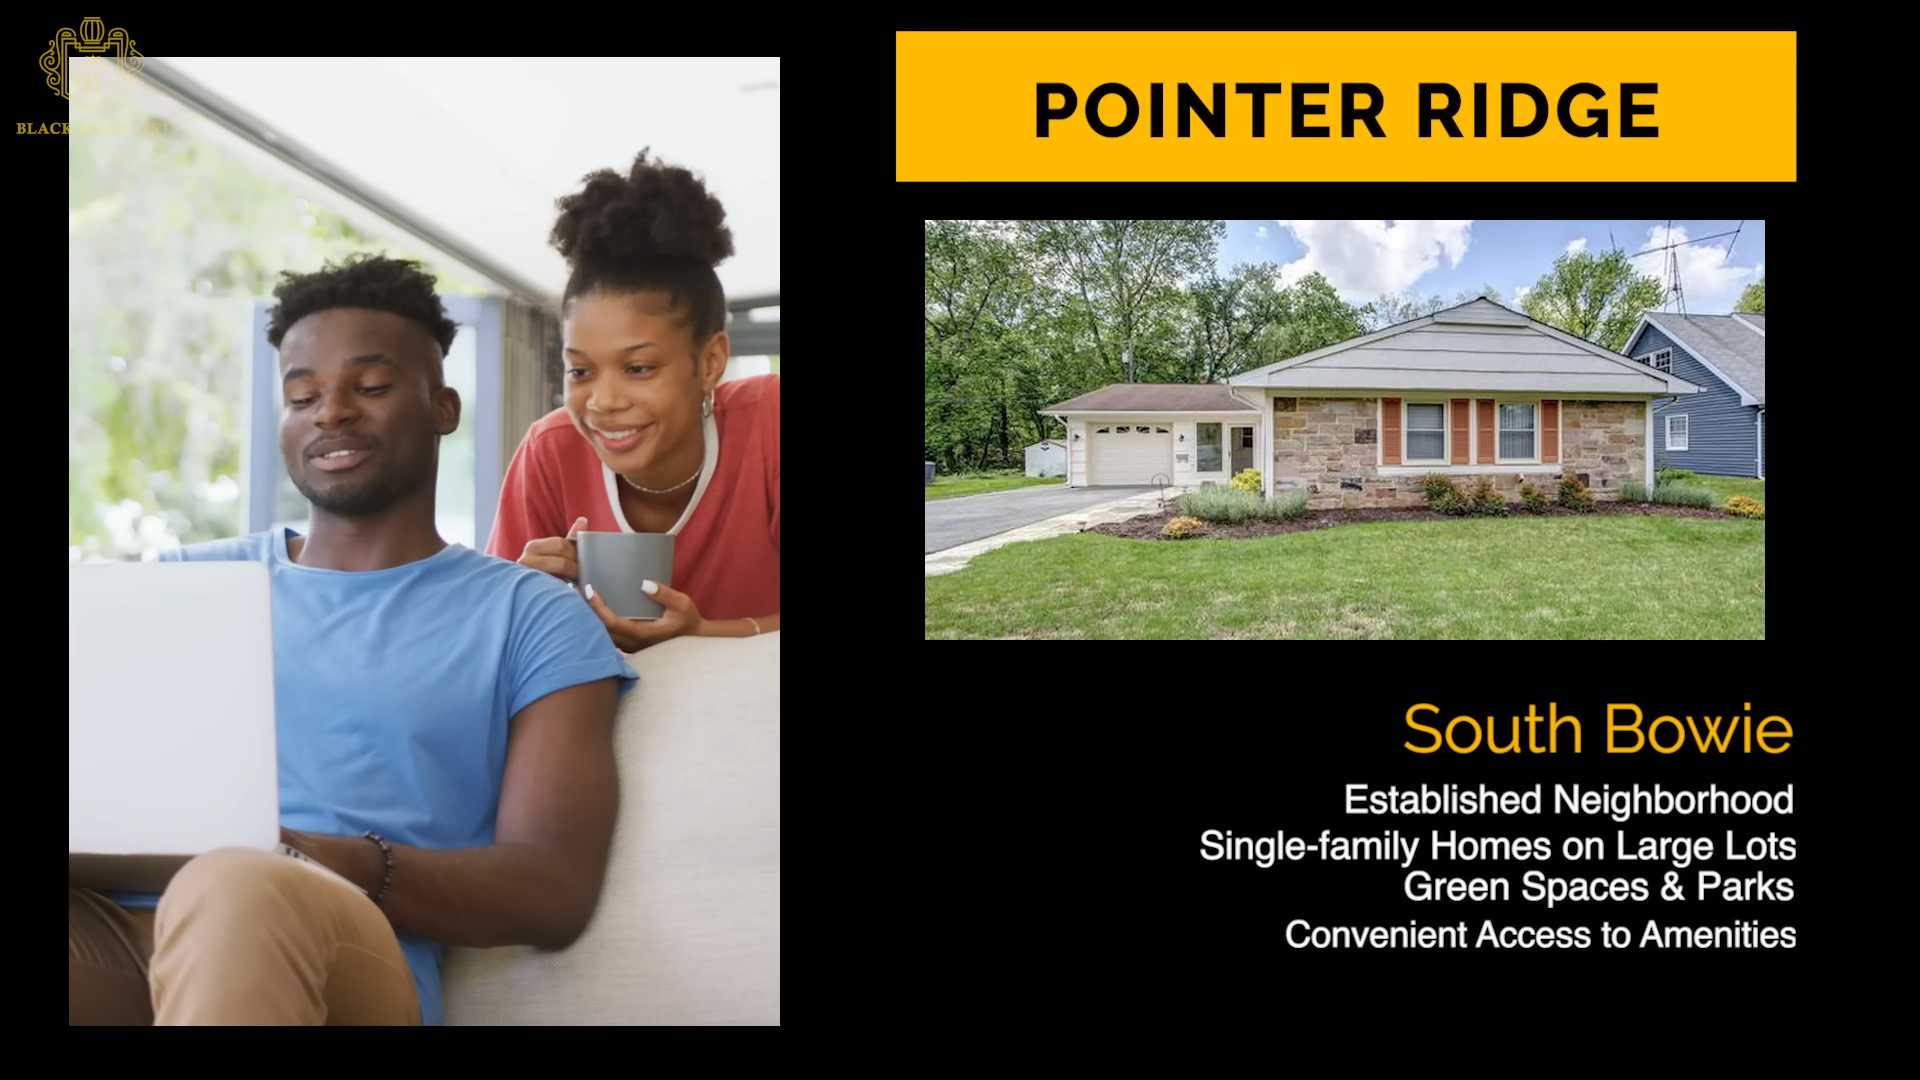 BLACK
POINTER RIDGE
South Bowie
Established Neighborhood
Single-family Homes on Large Lots
Green Spaces & Parks
Convenient Access to Amenities